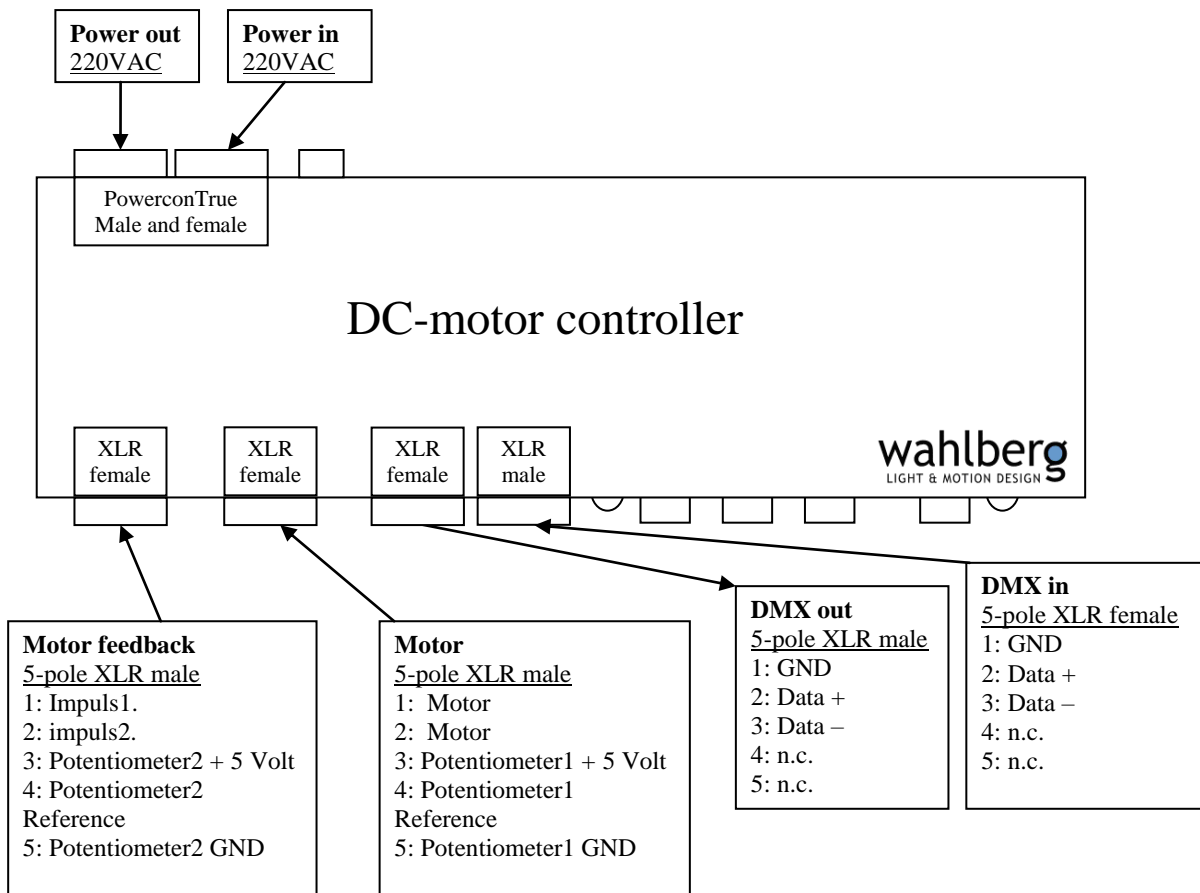 Power out
220VAC
Power in
220VAC
PowerconTrue
Male and female
DC-motor controller
XLR
female
XLR
female
XLR
female
XLR
male
wahlberg
LIGHT & MOTION DESIGN
Motor feedback
5-pole XLR male
1: Impuls1.
2: impuls2.
3: Potentiometer2 + 5 Volt
4: Potentiometer2
Reference
5: Potentiometer2 GND
Motor
5-pole XLR male
1: Motor
2: Motor
3: Potentiometer1 + 5 Volt
4: Potentiometer1
Reference
5: Potentiometer1 GND
DMX out
5-pole XLR male
1: GND
2: Data +
3: Data –
4: n.c.
5: n.c.
DMX in
5-pole XLR female
1: GND
2: Data +
3: Data –
4: n.c.
5: n.c.